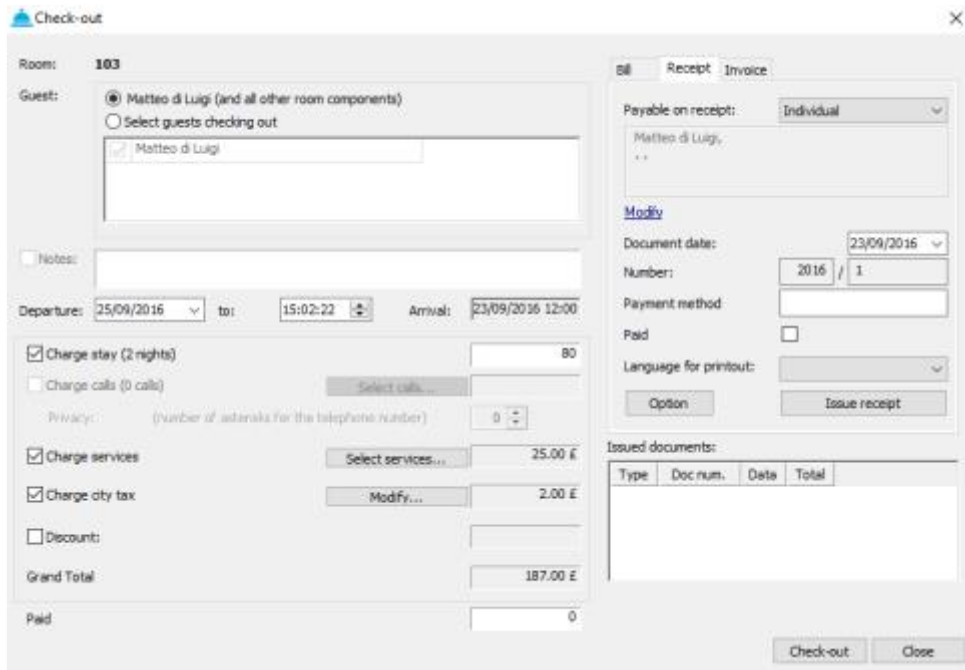 Check-out
Room: 103
Guest: Matteo di Luigi (and all other room components)
Select guests checking out
Matteo di Luigi
Notes:
Departure: 25/09/2016 to: 15:02:22 Arrival: 23/09/2016 12:00
Charge stay (2 nights) 80
Charge calls (0 calls) Select calls...
Privacy: (number of asterisks for the telephone number) 0
Charge services Select services... 25.00 £
Charge city tax Modify... 2.00 £
Discount:
Grand Total 187.00 £
Paid 0
Bill Receipt Invoice
Payable on receipt: Individual
Matteo di Luigi,
, ,
Modify
Document date: 23/09/2016
Number: 2016 / 1
Payment method
Paid
Language for printout:
Option Issue receipt
Issued documents:
Type Doc num. Data Total
Check-out Close